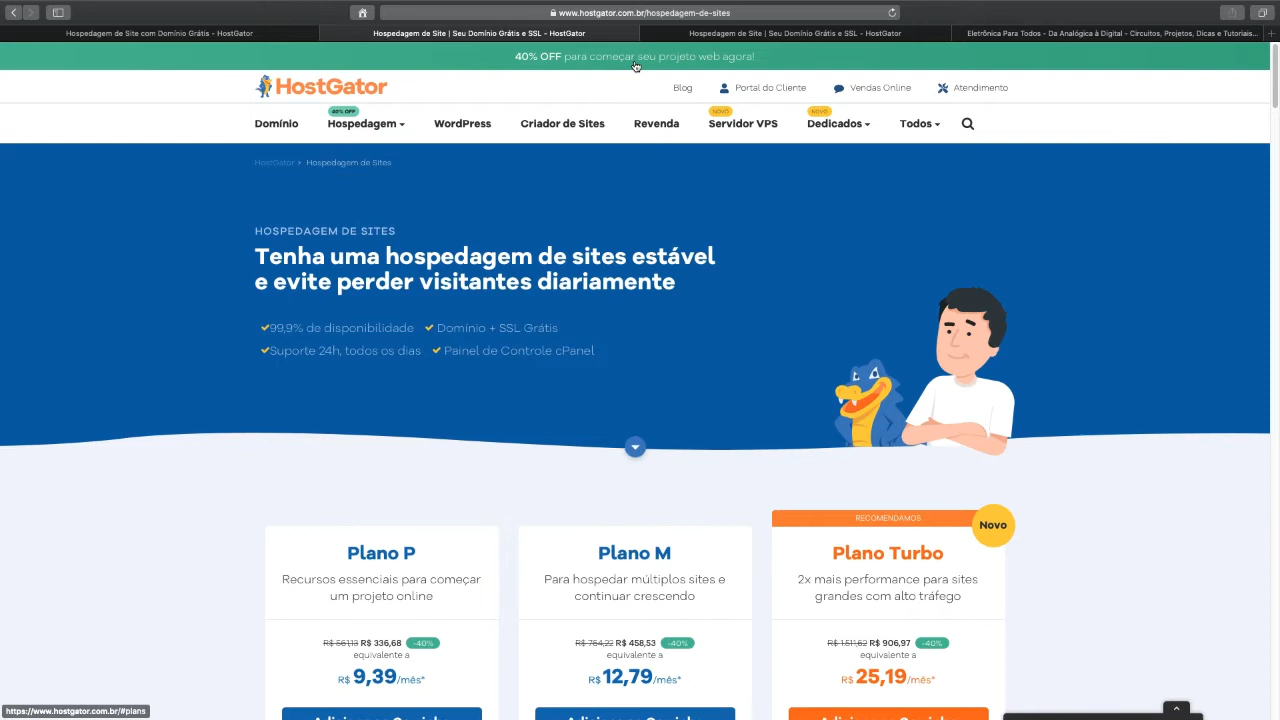 www.hostgator.com.br/hospedagem-de-sites
Hospedagem de Site com Domínio Grátis - HostGator
Hospedagem de Site | Seu Domínio Grátis e SSL - HostGator
Hospedagem de Site | Seu Domínio Grátis e SSL - HostGator
Eletrônica Para Todos - Da Analógica à Digital - Circuitos, Projetos, Dicas e Tutoriais...
40% OFF para começar seu projeto web agora!
HostGator
Blog
Portal do Cliente
Vendas Online
Atendimento
40% OFF
NOVO
NOVO
Domínio
Hospedagem
WordPress
Criador de Sites
Revenda
Servidor VPS
Dedicados
Todos
HostGator > Hospedagem de Sites
HOSPEDAGEM DE SITES
Tenha uma hospedagem de sites estável
e evite perder visitantes diariamente
99,9% de disponibilidade
Domínio + SSL Grátis
Suporte 24h, todos os dias
Painel de Controle cPanel
Plano P
Recursos essenciais para começar
um projeto online
R$ 561,13 R$ 336,68 -40%
equivalente a
R$ 9,39/mês*
Plano M
Para hospedar múltiplos sites e
continuar crescendo
R$ 764,22 R$ 458,53 -40%
equivalente a
R$ 12,79/mês*
RECOMENDAMOS
Novo
Plano Turbo
2x mais performance para sites
grandes com alto tráfego
R$ 1.511,62 R$ 906,97 -40%
equivalente a
R$ 25,19/mês*
https://www.hostgator.com.br/#plans